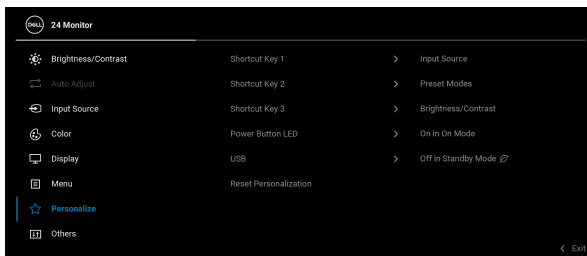 DELL 24 Monitor
Brightness/Contrast Shortcut Key 1 > Input Source
Auto Adjust Shortcut Key 2 > Preset Modes
Input Source Shortcut Key 3 > Brightness/Contrast
Color Power Button LED > On in On Mode
Display USB > Off in Standby Mode
Menu Reset Personalization
Personalize
Others
< Exit